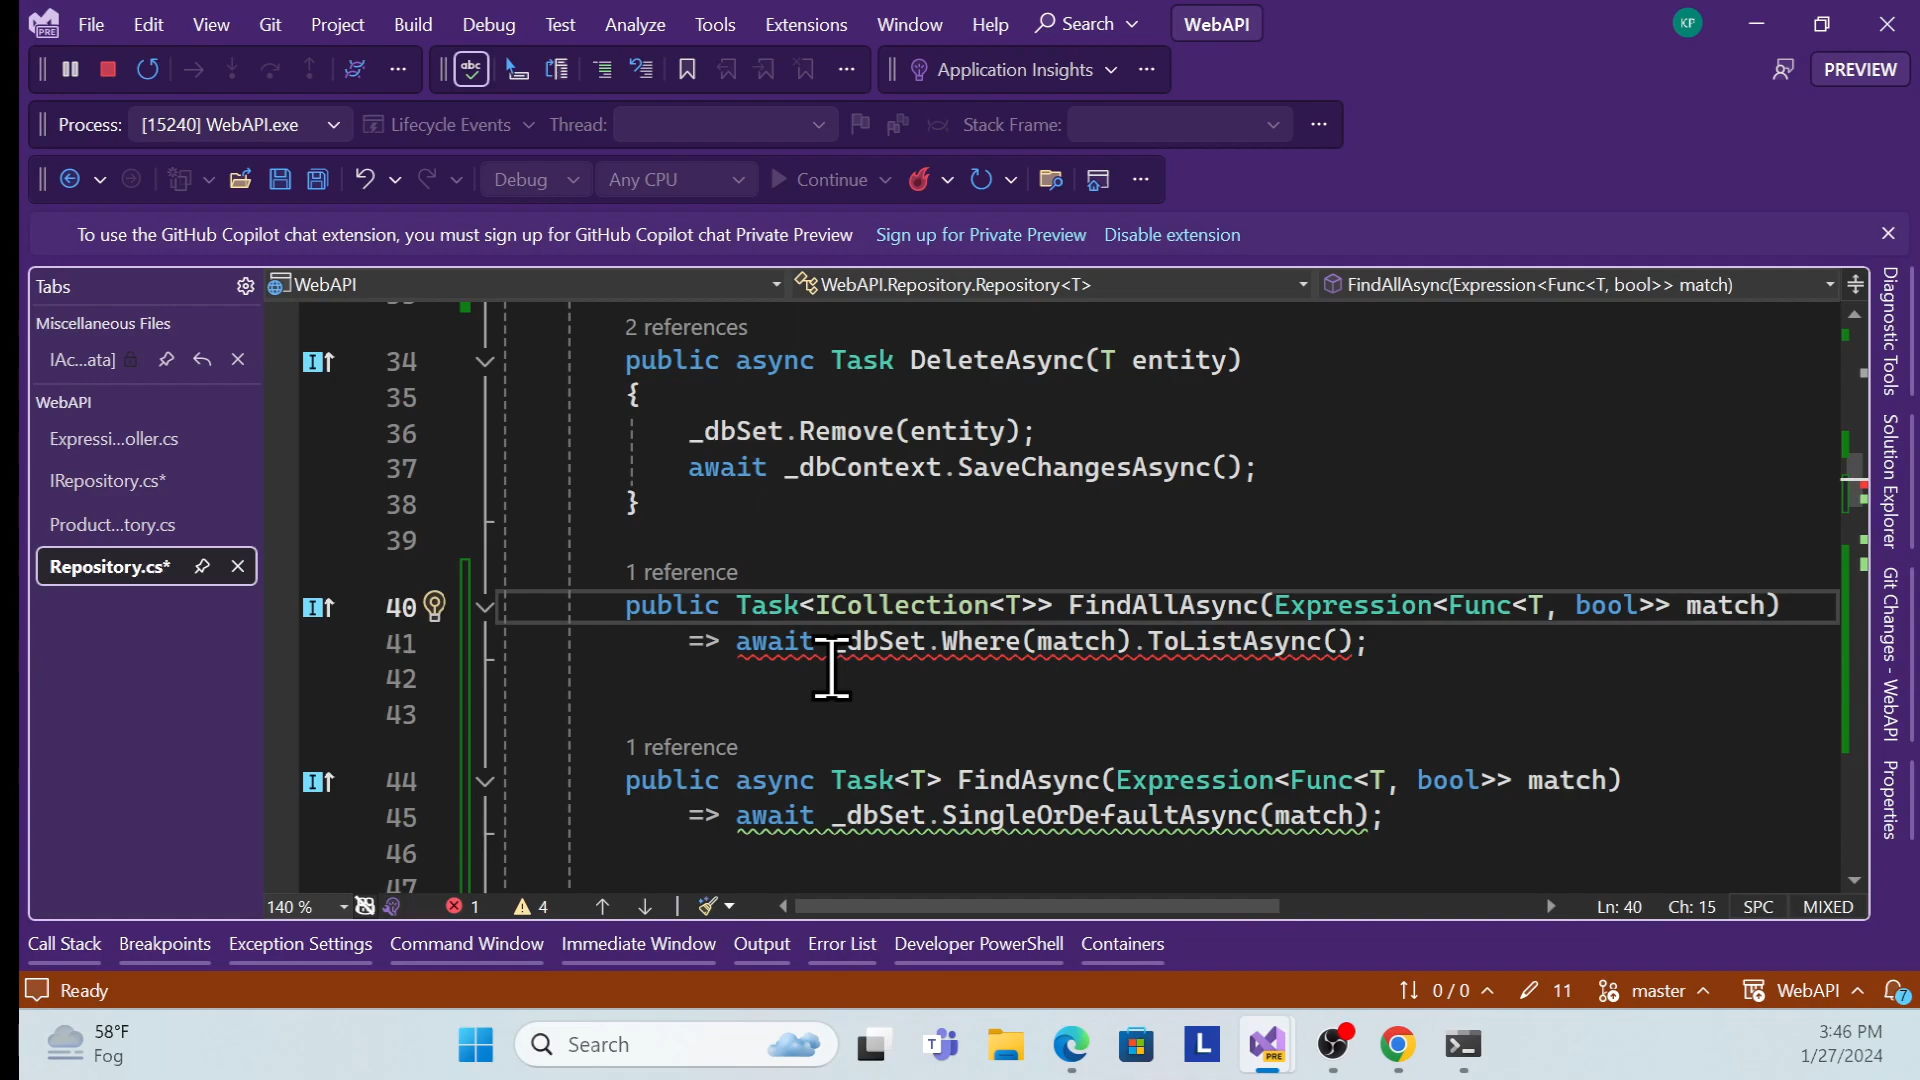 File Edit View Git Project Build Debug Test Analyze Tools Extensions Window Help Search WebAPI KP
PRE abc Application Insights PREVIEW
Process: [15240] WebAPI.exe Lifecycle Events Thread: Stack Frame:
Debug Any CPU Continue
To use the GitHub Copilot chat extension, you must sign up for GitHub Copilot chat Private Preview Sign up for Private Preview Disable extension
Tabs
WebAPI WebAPI.Repository.Repository<T> FindAllAsync(Expression<Func<T, bool>> match)
Miscellaneous Files
IAc...ata]
WebAPI
Expressi...oller.cs
IRepository.cs*
Product...tory.cs
Repository.cs*
2 references
34 public async Task DeleteAsync(T entity)
35 {
36 _dbSet.Remove(entity);
37 await _dbContext.SaveChangesAsync();
38 }
39
1 reference
40 public Task<ICollection<T>> FindAllAsync(Expression<Func<T, bool>> match)
41 => await _dbSet.Where(match).ToListAsync();
42
43
1 reference
44 public async Task<T> FindAsync(Expression<Func<T, bool>> match)
45 => await _dbSet.SingleOrDefaultAsync(match);
46
47
140 % 1 4 Ln: 40 Ch: 15 SPC MIXED
Diagnostic Tools
Solution Explorer
Git Changes - WebAPI
Properties
Call Stack Breakpoints Exception Settings Command Window Immediate Window Output Error List Developer PowerShell Containers
Ready 0 / 0 11 master WebAPI 7
58°F
Fog
Search
T
L
PRE
3:46 PM
1/27/2024